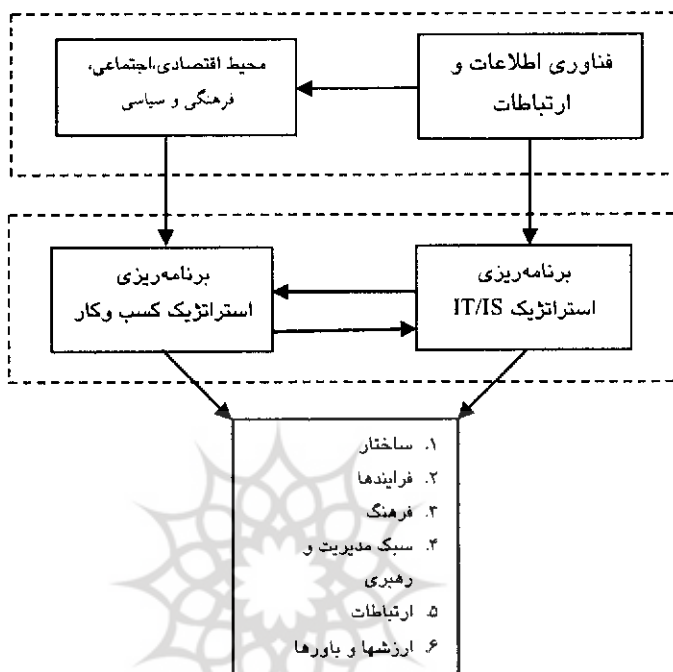 فناوری اطلاعات و
ارتباطات
محیط اقتصادی،اجتماعی،
فرهنگی و سیاسی
برنامه‌ریزی
استراتژیک IT/IS
برنامه‌ریزی
استراتژیک کسب وکار
۱. ساختار
۲. فرایندها
۳. فرهنگ
۴. سبک مدیریت و
رهبری
۵. ارتباطات
۶. ارزشها و باورها